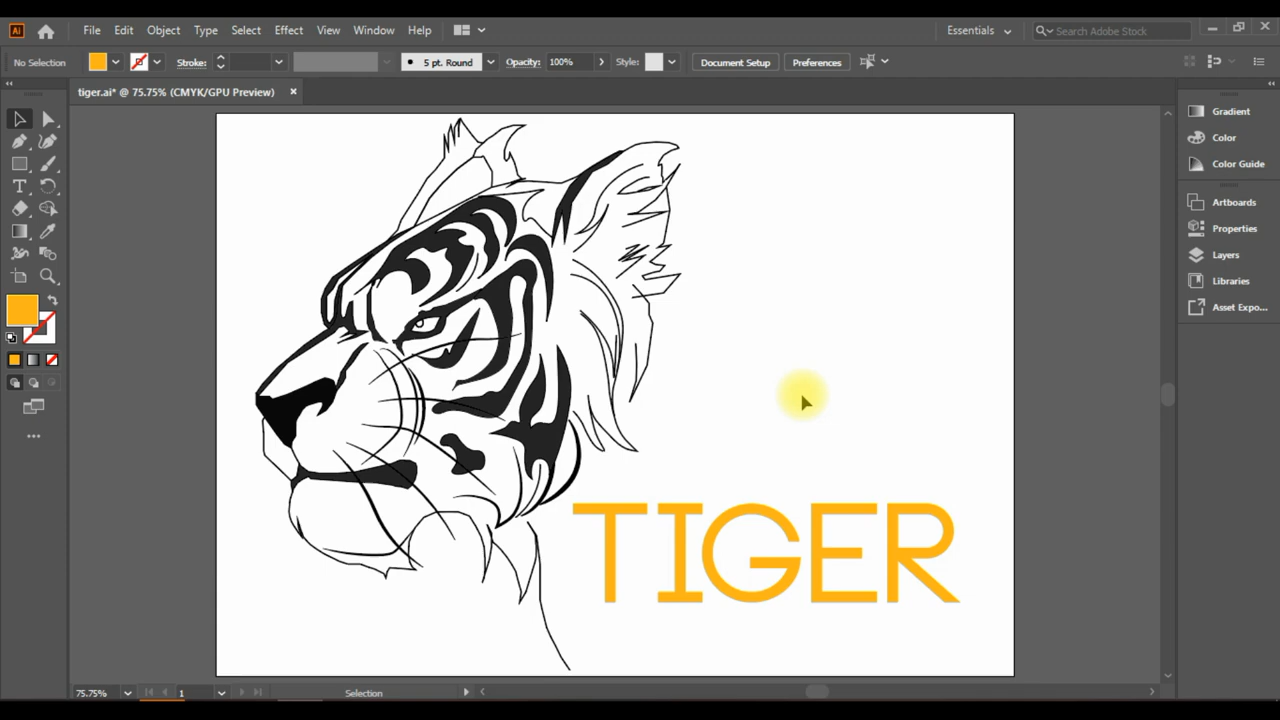 Ai File Edit Object Type Select Effect View Window Help Essentials Search Adobe Stock
No Selection Stroke: 5 pt. Round Opacity: 100% Style: Document Setup Preferences
tiger.ai* @ 75.75% (CMYK/GPU Preview)
Gradient
Color
Color Guide
Artboards
Properties
Layers
Libraries
Asset Expo...
TIGER
75.75% 1 Selection